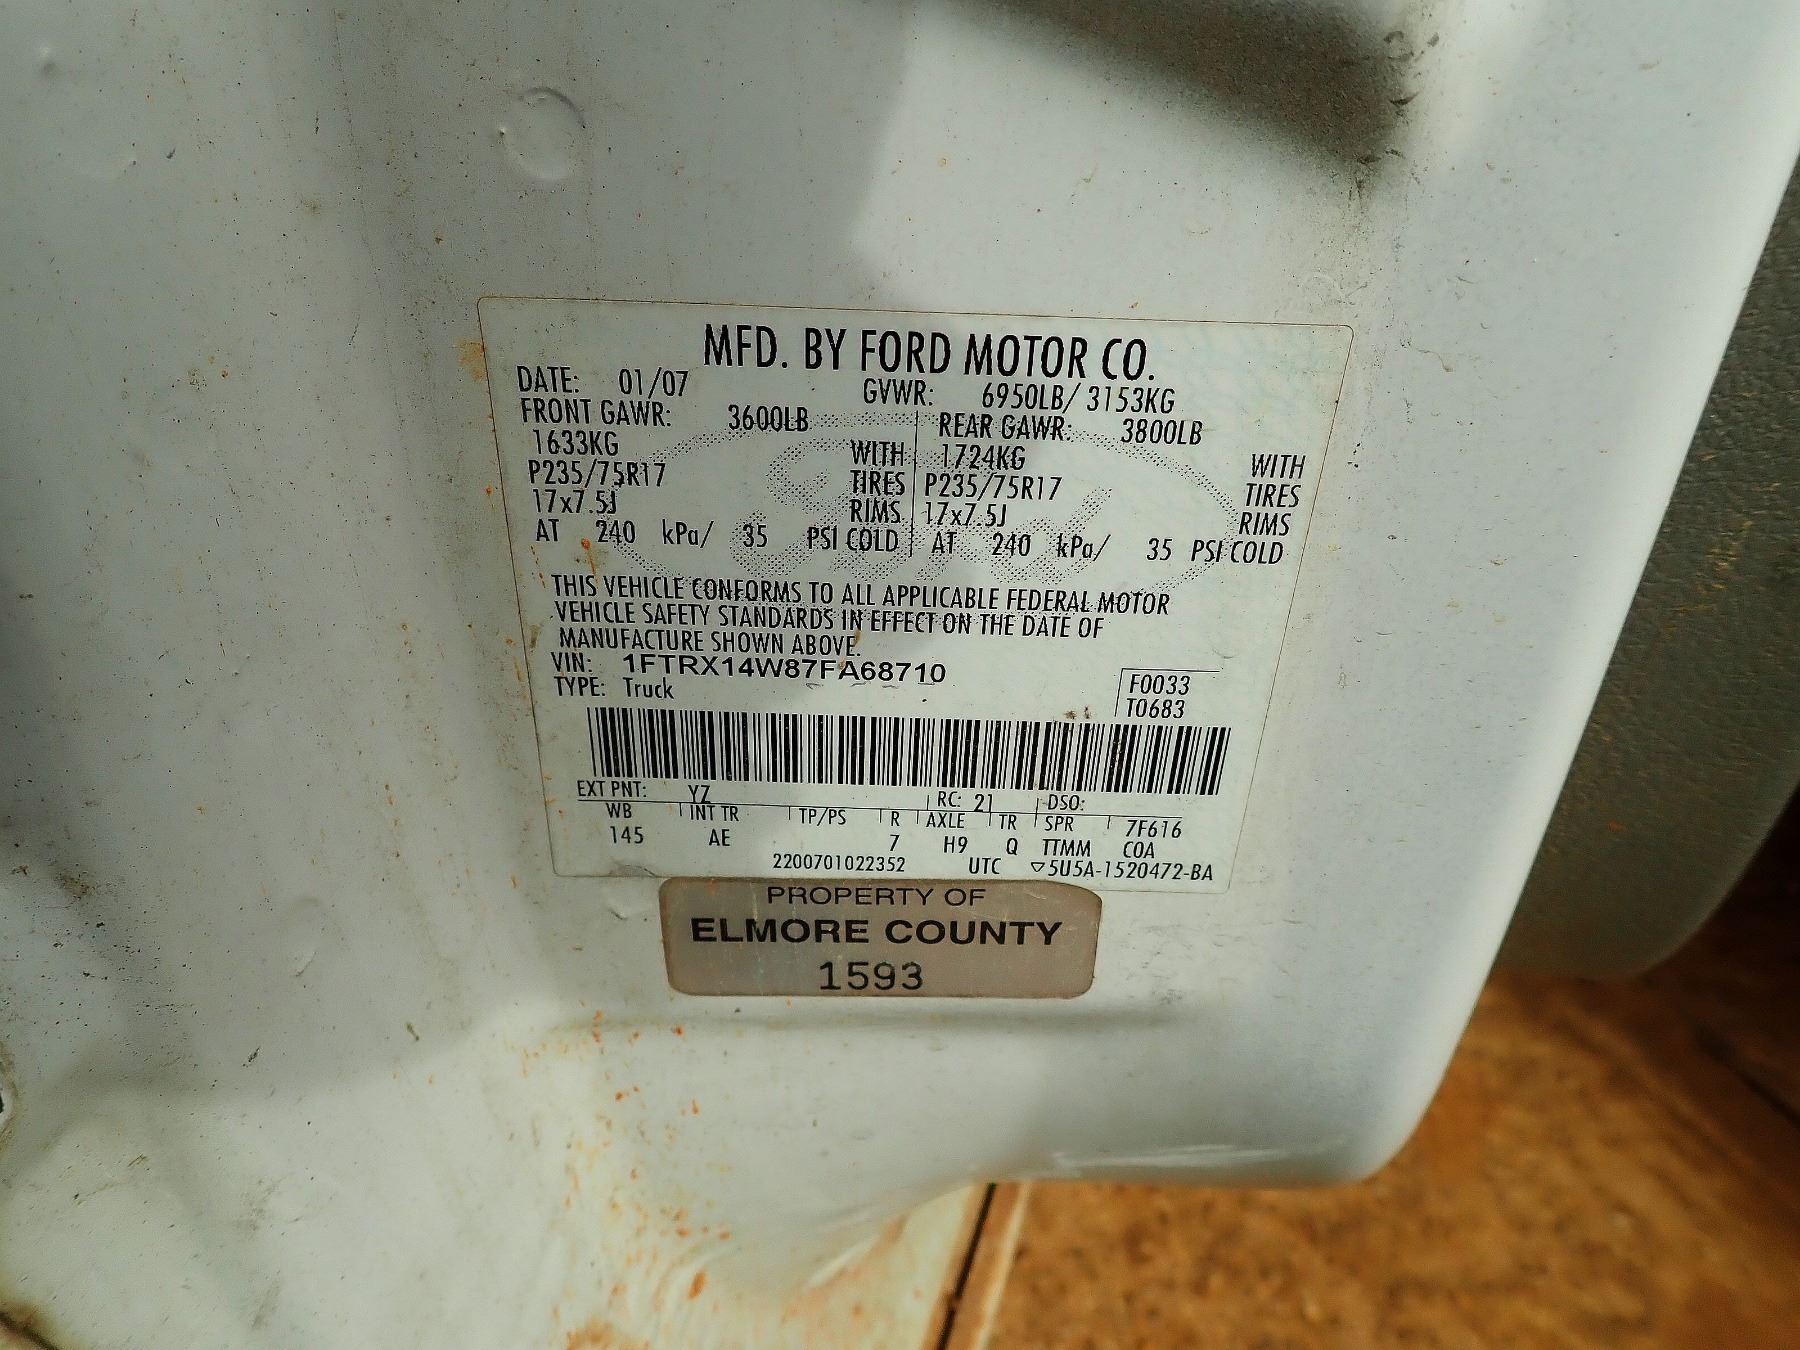 MFD. BY FORD MOTOR CO.
DATE: 01/07 GVWR: 6950LB/ 3153KG
FRONT GAWR: 3600LB REAR GAWR: 3800LB
1633KG WITH 1724KG WITH
P235/75R17 TIRES P235/75R17 TIRES
17x7.5J RIMS 17x7.5J RIMS
AT 240 kPa/ 35 PSI COLD AT 240 kPa/ 35 PSI COLD
THIS VEHICLE CONFORMS TO ALL APPLICABLE FEDERAL MOTOR
VEHICLE SAFETY STANDARDS IN EFFECT ON THE DATE OF
MANUFACTURE SHOWN ABOVE.
VIN: 1FTRX14W87FA68710
TYPE: Truck
F0033
T0683
EXT PNT: YZ RC: 21 DSO:
WB INT TR TP/PS R AXLE TR SPR 7F616
145 AE 7 H9 Q TTMM COA
2200701022352 UTC ▽5U5A-1520472-BA
Ford
PROPERTY OF
ELMORE COUNTY
1593